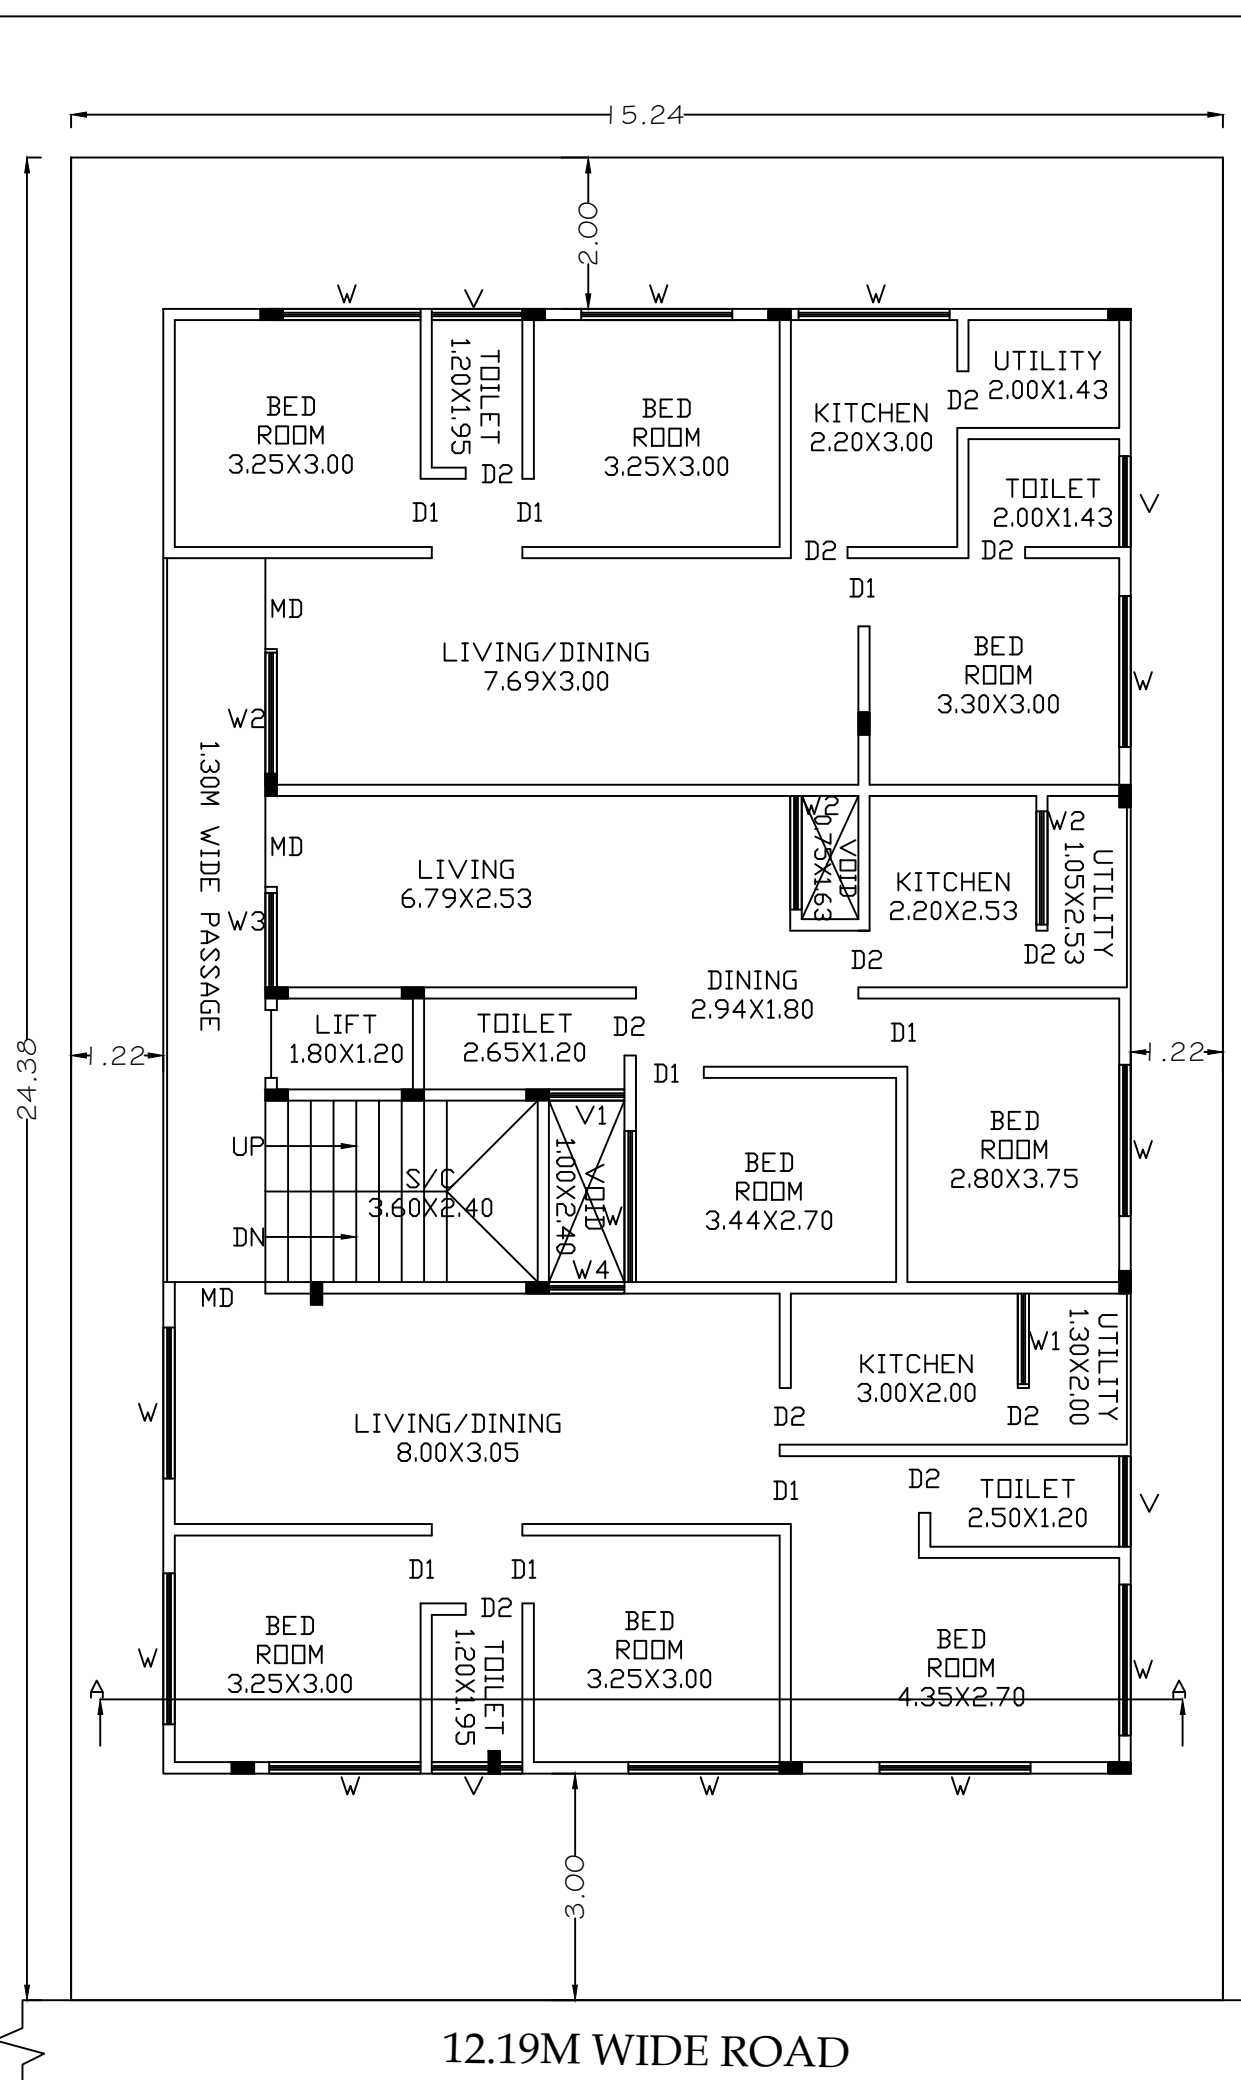 15.24
2.00
W
V
W
W
TOILET
1.20X1.95
UTILITY
2.00X1.43
D2
BED
ROOM
3.25X3.00
BED
ROOM
3.25X3.00
KITCHEN
2.20X3.00
D2
TOILET
2.00X1.43
V
D1
D1
D2
D2
D1
MD
LIVING/DINING
7.69X3.00
BED
ROOM
3.30X3.00
W
W2
1.30M WIDE PASSAGE
W2
VOID
0.75X1.63
W2
UTILITY
1.05X2.53
MD
LIVING
6.79X2.53
KITCHEN
2.20X2.53
W3
D2
D2
DINING
2.94X1.80
LIFT
1.80X1.20
TOILET
2.65X1.20
D2
D1
D1
24.38
1.22
1.22
V1
UP
S/C
3.60X2.40
DN
VOID
1.00X2.40
W
W4
BED
ROOM
3.44X2.70
BED
ROOM
2.80X3.75
W
MD
W1
UTILITY
1.30X2.00
KITCHEN
3.00X2.00
W
LIVING/DINING
8.00X3.05
D2
D2
D1
D2
TOILET
2.50X1.20
V
D1
D1
D2
BED
ROOM
3.25X3.00
TOILET
1.20X1.95
BED
ROOM
3.25X3.00
BED
ROOM
4.35X2.70
W
W
A
A
W
V
W
W
3.00
12.19M WIDE ROAD